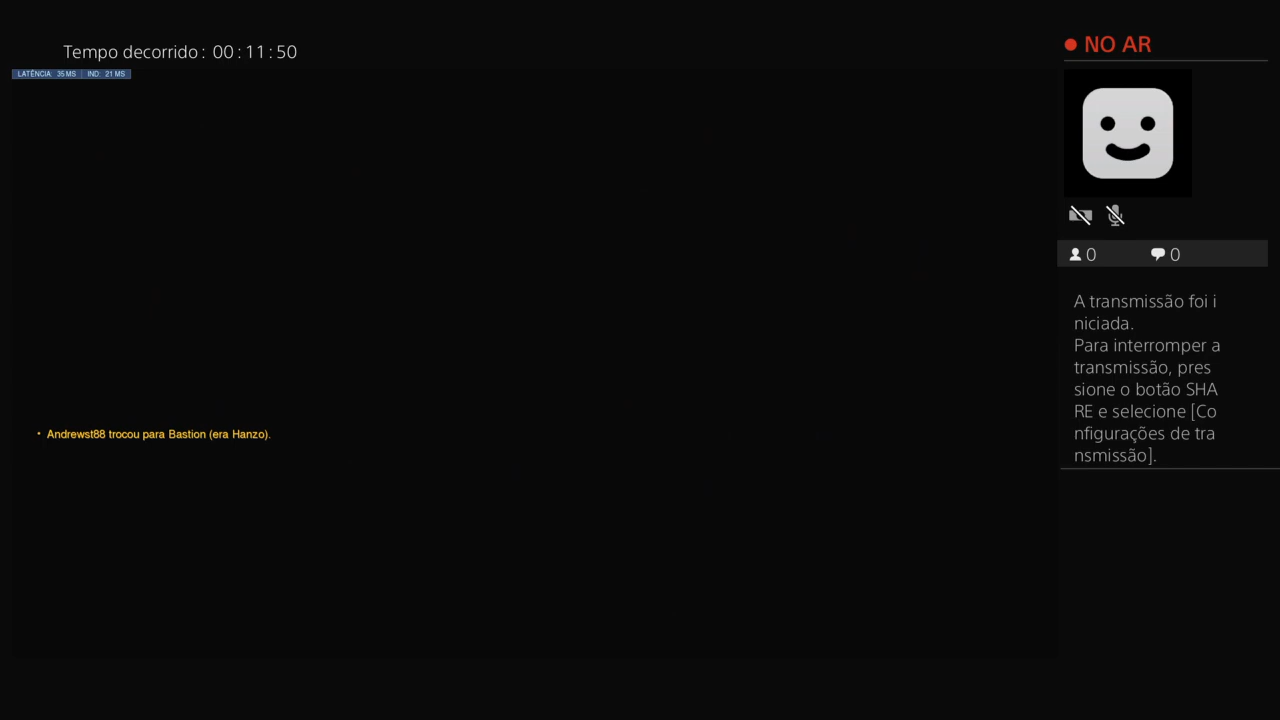 Tempo decorrido : 00 : 11 : 50
NO AR
LATÊNCIA: 35 MS IND: 21 MS
0 0
A transmissão foi i
niciada.
Para interromper a
transmissão, pres
sione o botão SHA
RE e selecione [Co
nfigurações de tra
nsmissão].
• Andrewst88 trocou para Bastion (era Hanzo).